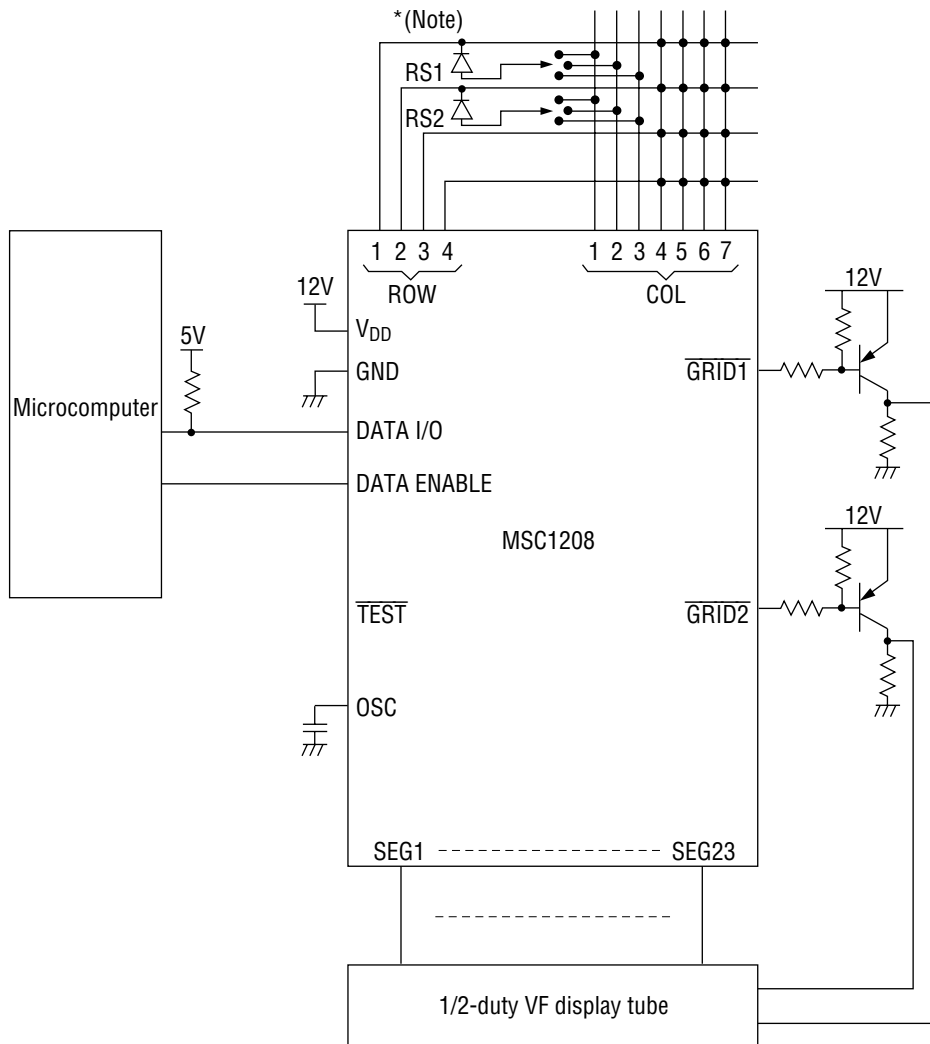 *(Note)
RS1
RS2
1 2 3 4
ROW
1 2 3 4 5 6 7
COL
12V
VDD
5V
GND
GRID1
12V
Microcomputer
DATA I/O
DATA ENABLE
MSC1208
12V
TEST
GRID2
OSC
SEG1
SEG23
1/2-duty VF display tube